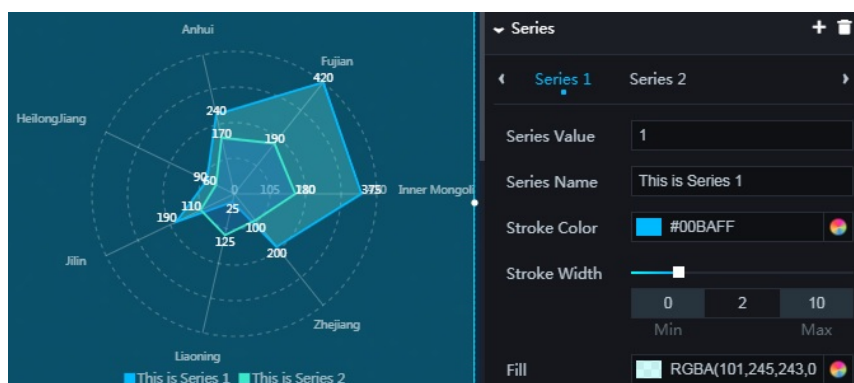 Anhui
Fujian
420
HeilongJiang
240
170
190
90
60
0
105
180
375
Inner Mongoli
190
110
25
100
125
200
Jilin
Zhejiang
Liaoning
This is Series 1 This is Series 2
Series
Series 1 Series 2
Series Value 1
Series Name This is Series 1
Stroke Color #00BAFF
Stroke Width
0 2 10
Min Max
Fill RGBA(101,245,243,0